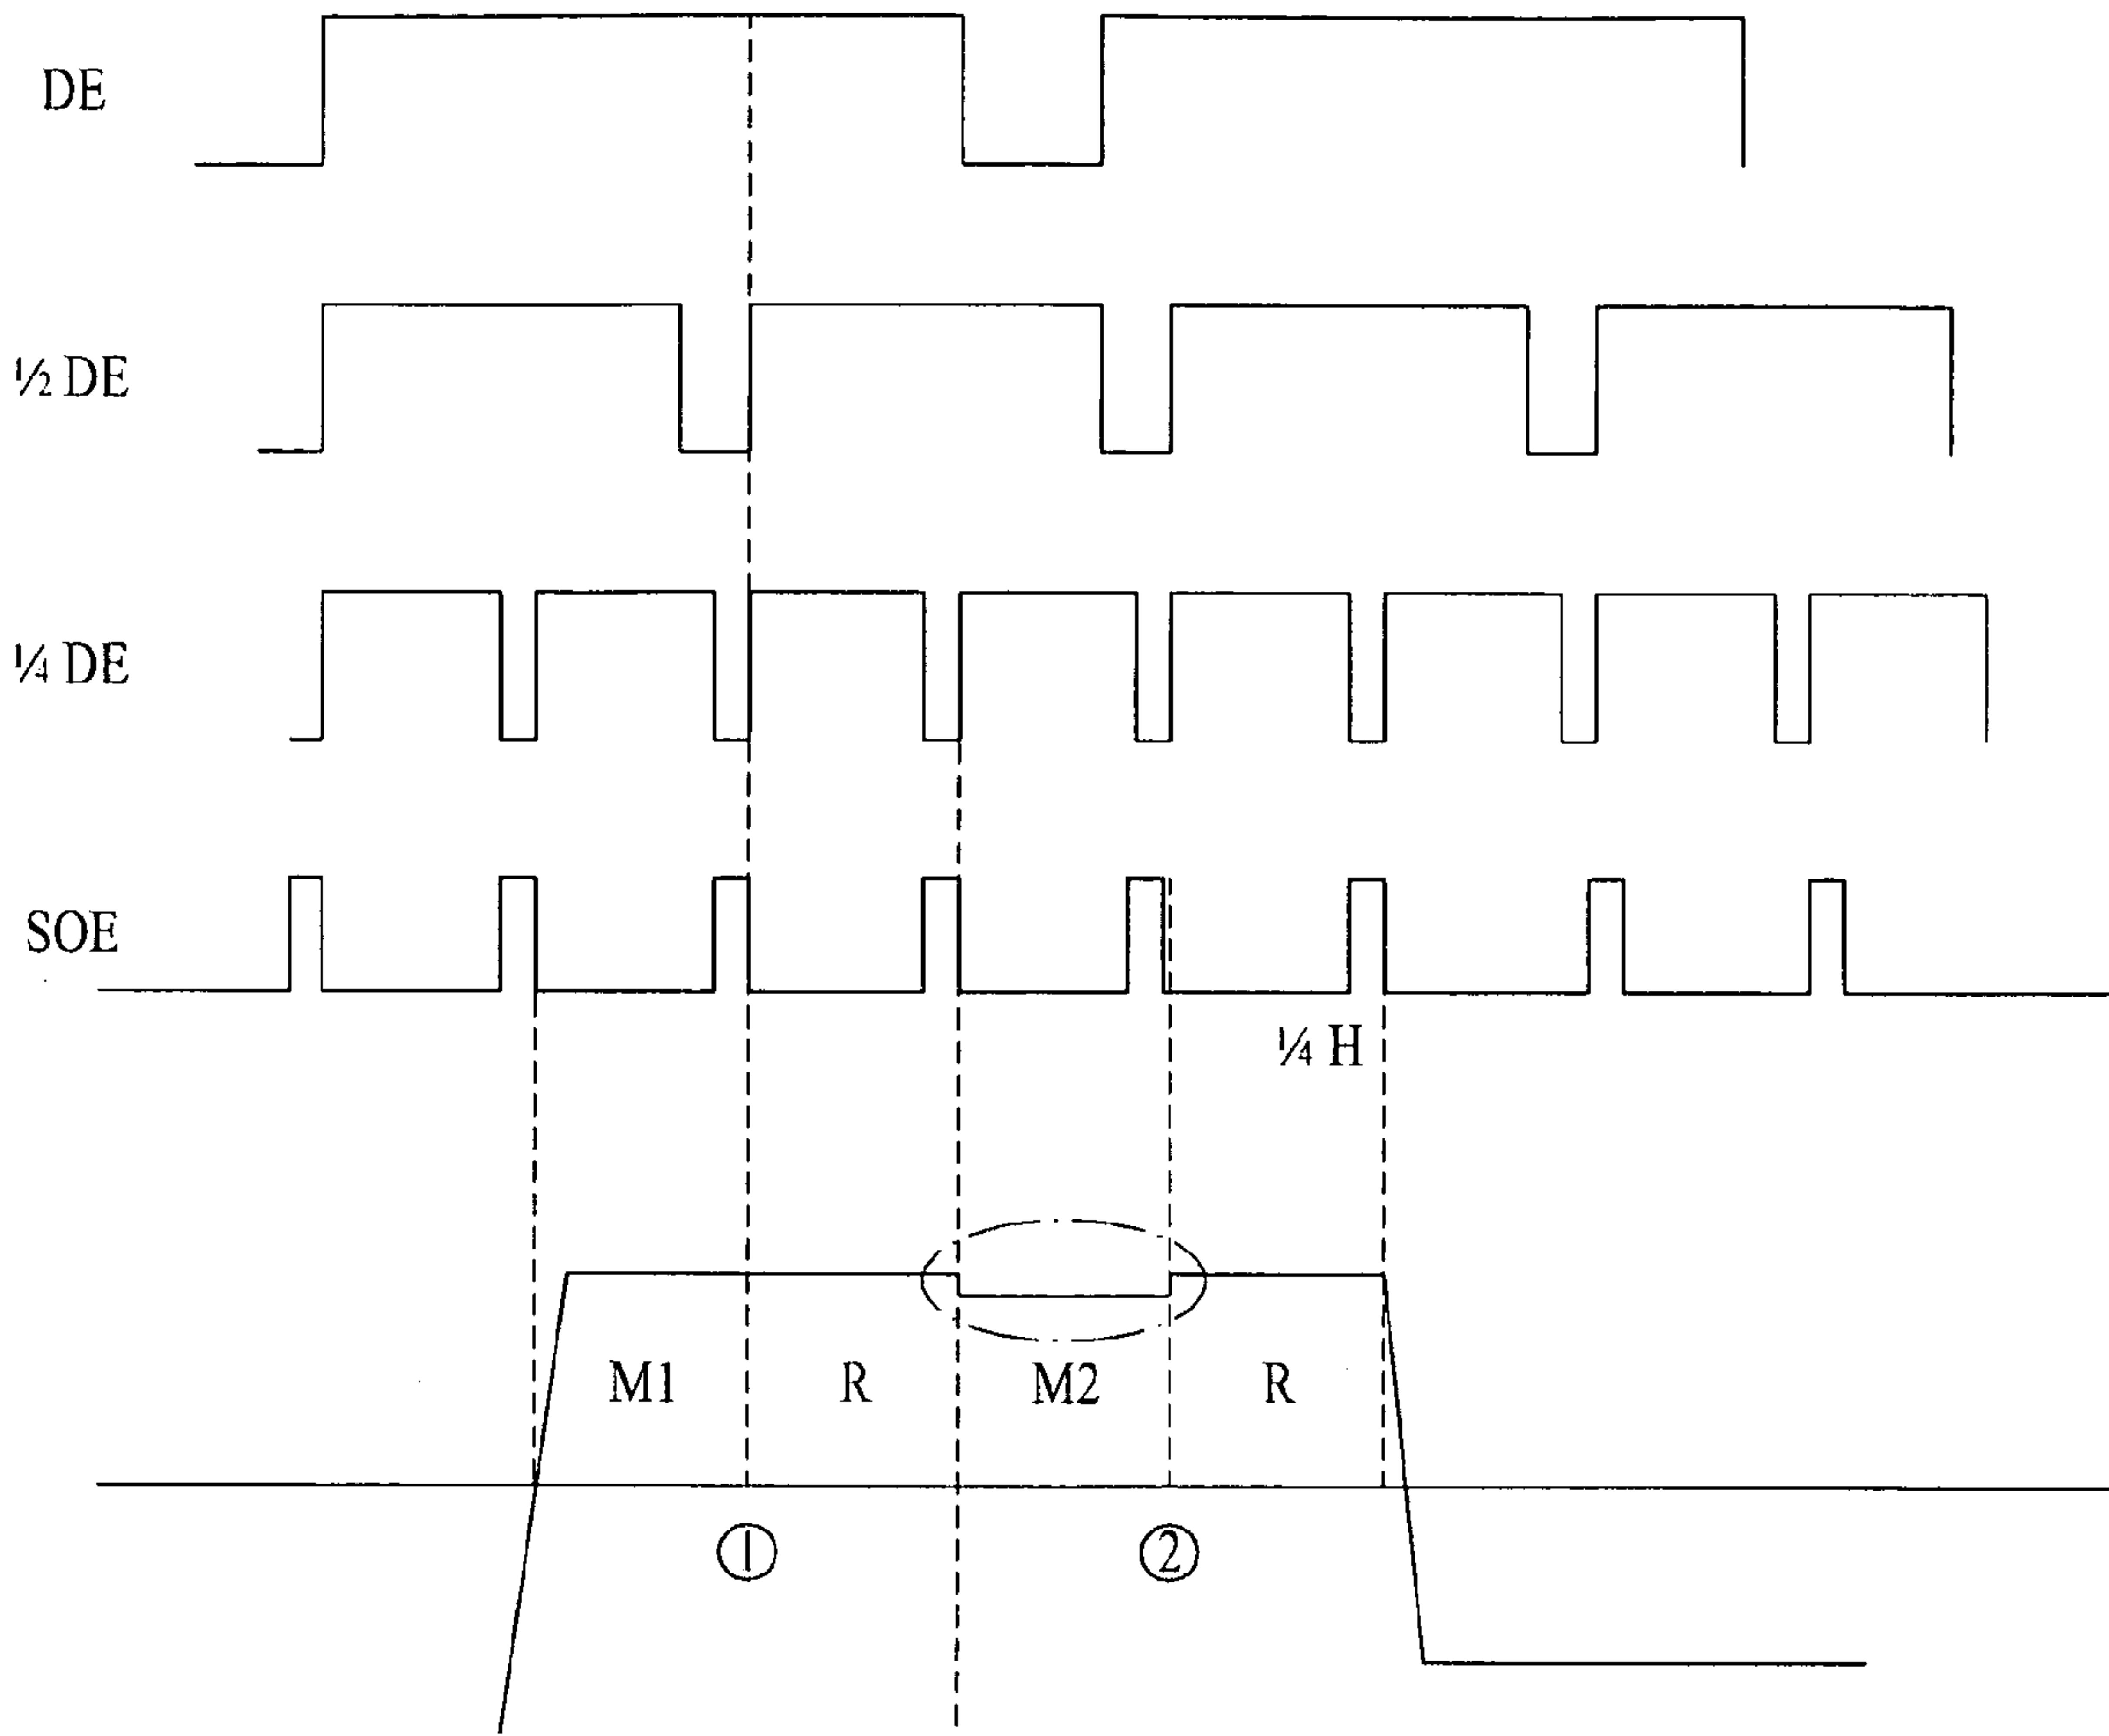 DE
½ DE
¼ DE
SOE
¼ H
M1 R M2 R
① ②